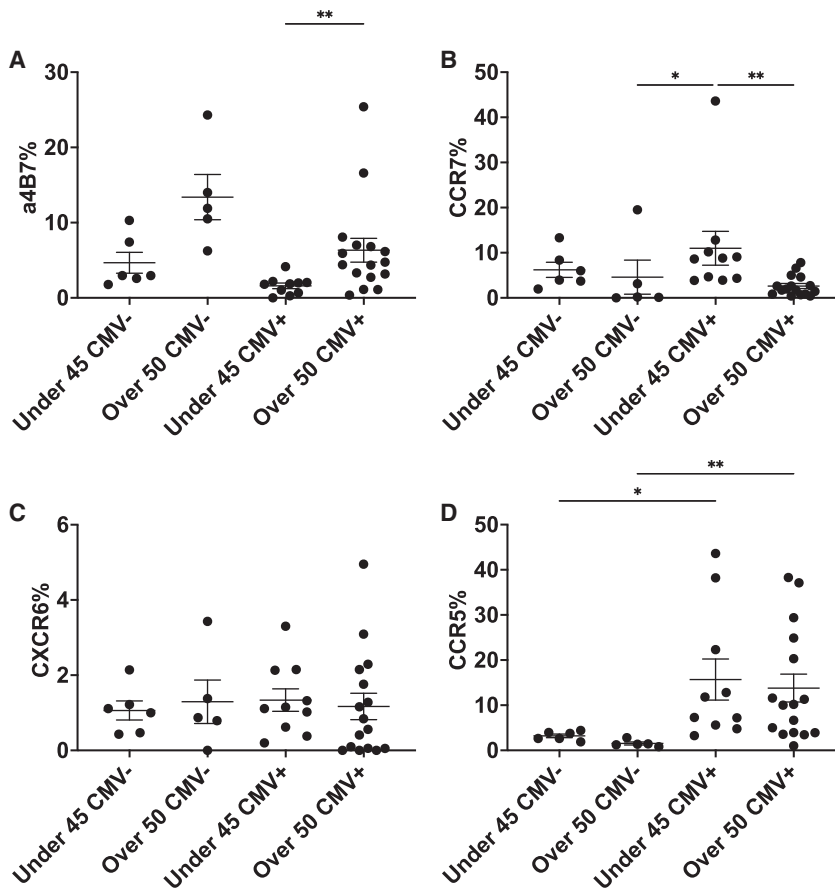 **
A
30
20
10
0
a4B7%
Under 45 CMV-
Over 50 CMV-
Under 45 CMV+
Over 50 CMV+
B
* **
50
40
30
20
10
0
CCR7%
Under 45 CMV-
Over 50 CMV-
Under 45 CMV+
Over 50 CMV+
C
6
4
2
0
CXCR6%
Under 45 CMV-
Over 50 CMV-
Under 45 CMV+
Over 50 CMV+
**
*
D
50
40
30
20
10
0
CCR5%
Under 45 CMV-
Over 50 CMV-
Under 45 CMV+
Over 50 CMV+